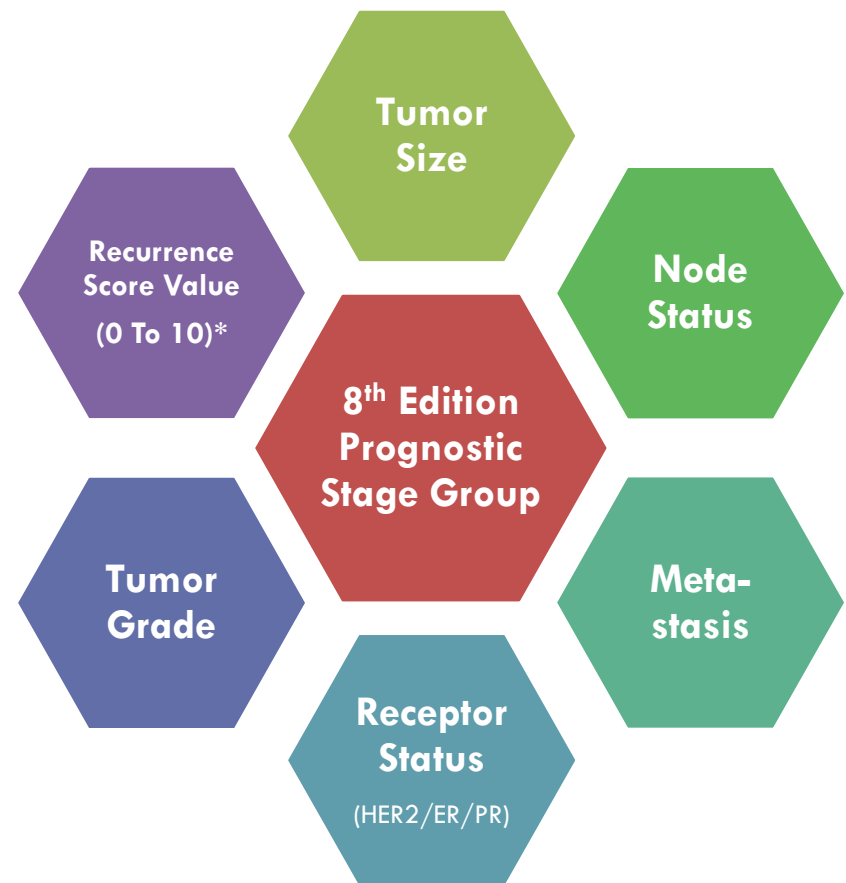 Tumor
Size
Recurrence
Score Value
(0 To 10)*
Node
Status
8th Edition
Prognostic
Stage Group
Tumor
Grade
Meta-
stasis
Receptor
Status
(HER2/ER/PR)